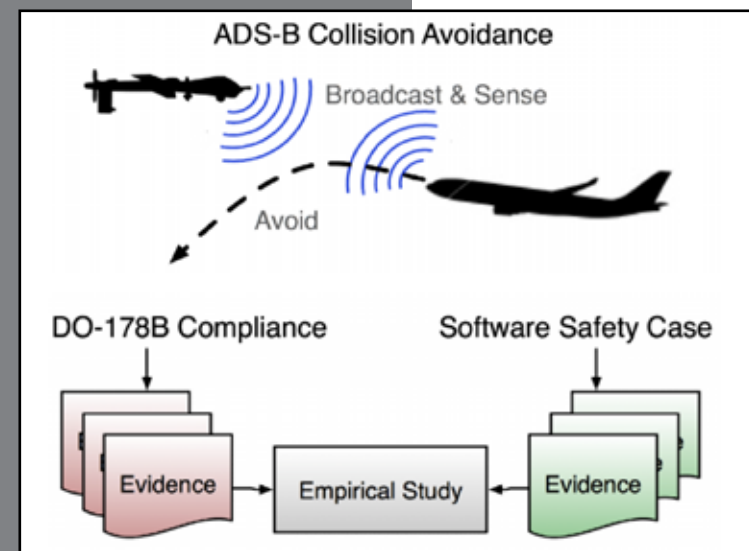 ADS-B Collision Avoidance
Broadcast & Sense
Avoid
DO-178B Compliance
Software Safety Case
Evidence
Empirical Study
Evidence